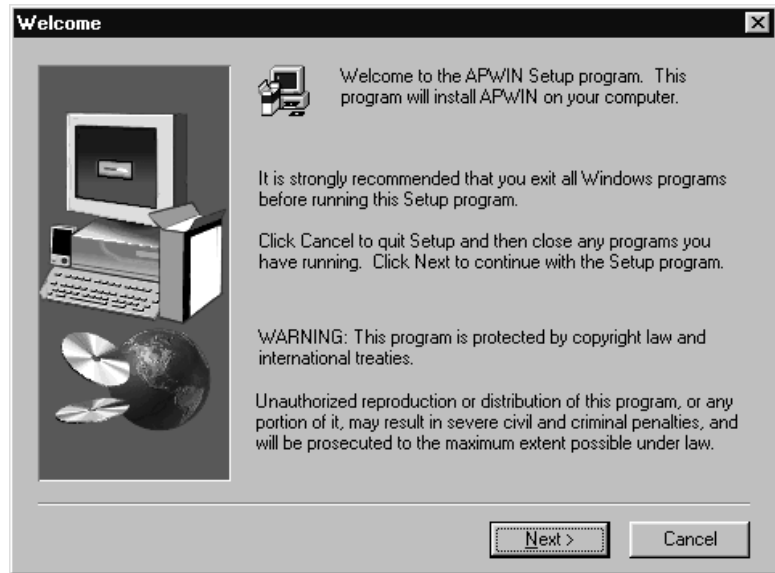 Welcome
Welcome to the APWIN Setup program. This
program will install APWIN on your computer.
It is strongly recommended that you exit all Windows programs
before running this Setup program.
Click Cancel to quit Setup and then close any programs you
have running. Click Next to continue with the Setup program.
WARNING: This program is protected by copyright law and
international treaties.
Unauthorized reproduction or distribution of this program, or any
portion of it, may result in severe civil and criminal penalties, and
will be prosecuted to the maximum extent possible under law.
Next > Cancel